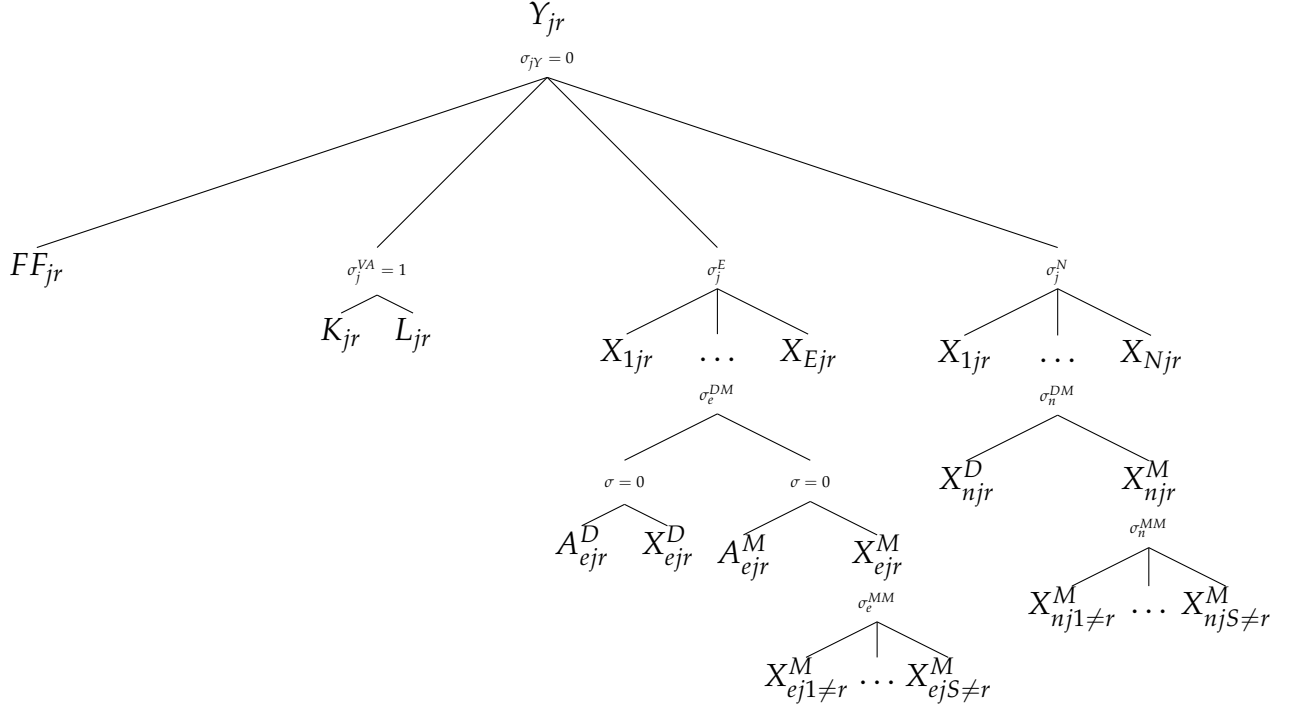 Y_{jr}
σ_{jY} = 0
FF_{jr}
σ_j^{VA} = 1
σ_j^E
σ_j^N
K_{jr} L_{jr}
X_{1jr} … X_{Ejr}
X_{1jr} … X_{Njr}
σ_e^{DM}
σ_n^{DM}
σ = 0
σ = 0
X_{njr}^D X_{njr}^M
A_{ejr}^D X_{ejr}^D A_{ejr}^M X_{ejr}^M
σ_n^{MM}
σ_e^{MM}
X_{nj1≠r}^M … X_{njS≠r}^M
X_{ej1≠r}^M … X_{ejS≠r}^M